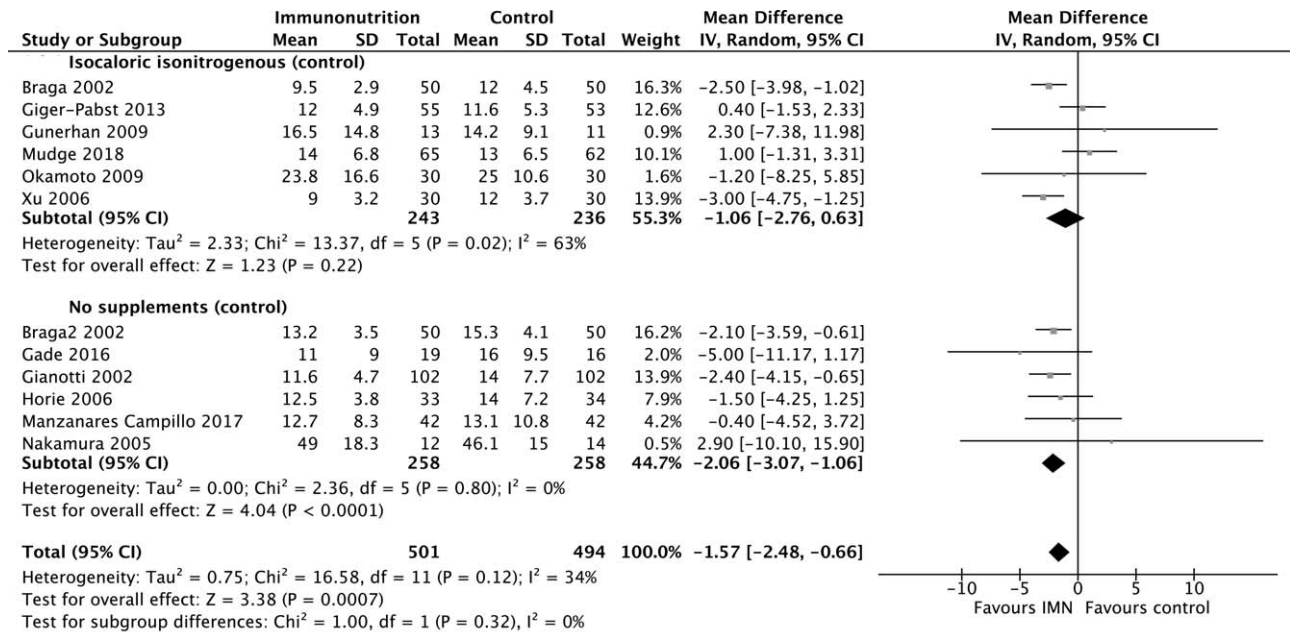 Immunonutrition Control Mean Difference Mean Difference
Study or Subgroup Mean SD Total Mean SD Total Weight IV, Random, 95% CI IV, Random, 95% CI
Isocaloric isonitrogenous (control)
Braga 2002 9.5 2.9 50 12 4.5 50 16.3% -2.50 [-3.98, -1.02]
Giger-Pabst 2013 12 4.9 55 11.6 5.3 53 12.6% 0.40 [-1.53, 2.33]
Gunerhan 2009 16.5 14.8 13 14.2 9.1 11 0.9% 2.30 [-7.38, 11.98]
Mudge 2018 14 6.8 65 13 6.5 62 10.1% 1.00 [-1.31, 3.31]
Okamoto 2009 23.8 16.6 30 25 10.6 30 1.6% -1.20 [-8.25, 5.85]
Xu 2006 9 3.2 30 12 3.7 30 13.9% -3.00 [-4.75, -1.25]
Subtotal (95% CI) 243 236 55.3% -1.06 [-2.76, 0.63]
Heterogeneity: Tau² = 2.33; Chi² = 13.37, df = 5 (P = 0.02); I² = 63%
Test for overall effect: Z = 1.23 (P = 0.22)
No supplements (control)
Braga2 2002 13.2 3.5 50 15.3 4.1 50 16.2% -2.10 [-3.59, -0.61]
Gade 2016 11 9 19 16 9.5 16 2.0% -5.00 [-11.17, 1.17]
Gianotti 2002 11.6 4.7 102 14 7.7 102 13.9% -2.40 [-4.15, -0.65]
Horie 2006 12.5 3.8 33 14 7.2 34 7.9% -1.50 [-4.25, 1.25]
Manzanares Campillo 2017 12.7 8.3 42 13.1 10.8 42 4.2% -0.40 [-4.52, 3.72]
Nakamura 2005 49 18.3 12 46.1 15 14 0.5% 2.90 [-10.10, 15.90]
Subtotal (95% CI) 258 258 44.7% -2.06 [-3.07, -1.06]
Heterogeneity: Tau² = 0.00; Chi² = 2.36, df = 5 (P = 0.80); I² = 0%
Test for overall effect: Z = 4.04 (P < 0.0001)
Total (95% CI) 501 494 100.0% -1.57 [-2.48, -0.66]
Heterogeneity: Tau² = 0.75; Chi² = 16.58, df = 11 (P = 0.12); I² = 34%
Test for overall effect: Z = 3.38 (P = 0.0007)
Test for subgroup differences: Chi² = 1.00, df = 1 (P = 0.32), I² = 0%
-10 -5 0 5 10
Favours IMN Favours control